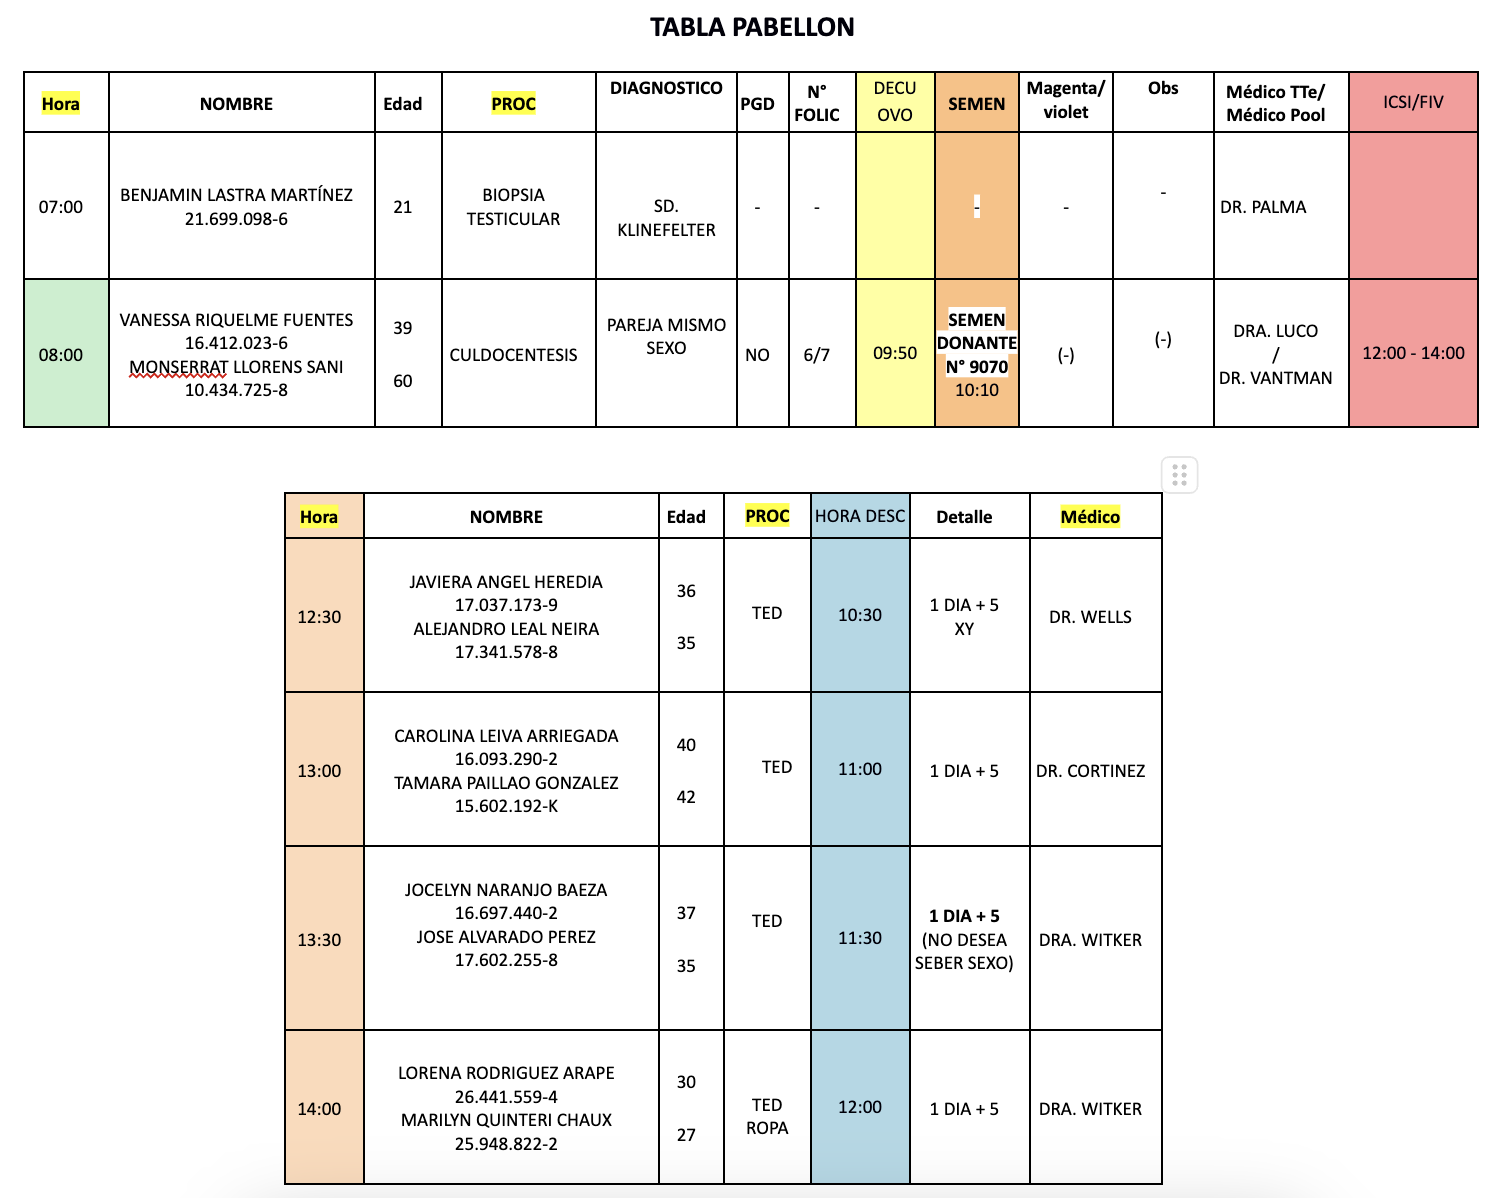 TABLA PABELLON
Hora NOMBRE Edad PROC DIAGNOSTICO PGD N° FOLIC DECU OVO SEMEN Magenta/ violet Obs Médico TTe/ Médico Pool ICSI/FIV
07:00
BENJAMIN LASTRA MARTÍNEZ
21.699.098-6
21
BIOPSIA
TESTICULAR
SD.
KLINEFELTER
-
-
-
-
-
DR. PALMA
08:00
VANESSA RIQUELME FUENTES
16.412.023-6
MONSERRAT LLORENS SANI
10.434.725-8
39
60
CULDOCENTESIS
PAREJA MISMO
SEXO
NO
6/7
09:50
SEMEN
DONANTE
N° 9070
10:10
(-)
(-)
DRA. LUCO
/
DR. VANTMAN
12:00 - 14:00
Hora NOMBRE Edad PROC HORA DESC Detalle Médico
12:30
JAVIERA ANGEL HEREDIA
17.037.173-9
ALEJANDRO LEAL NEIRA
17.341.578-8
36
35
TED
10:30
1 DIA + 5
XY
DR. WELLS
13:00
CAROLINA LEIVA ARRIEGADA
16.093.290-2
TAMARA PAILLAO GONZALEZ
15.602.192-K
40
42
TED
11:00
1 DIA + 5
DR. CORTINEZ
13:30
JOCELYN NARANJO BAEZA
16.697.440-2
JOSE ALVARADO PEREZ
17.602.255-8
37
35
TED
11:30
1 DIA + 5
(NO DESEA
SEBER SEXO)
DRA. WITKER
14:00
LORENA RODRIGUEZ ARAPE
26.441.559-4
MARILYN QUINTERI CHAUX
25.948.822-2
30
27
TED
ROPA
12:00
1 DIA + 5
DRA. WITKER